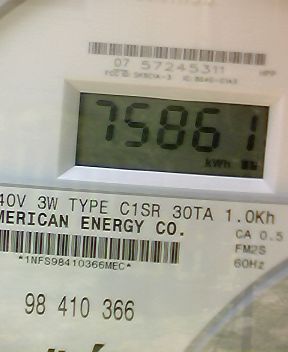 07 57245311
HPP
75861
kWh
40V 3W TYPE C1SR 30TA 1.0Kh
MERICAN ENERGY CO.
CA 0.5
FM2S
60Hz
*1NFS98410366MEC*
98 410 366